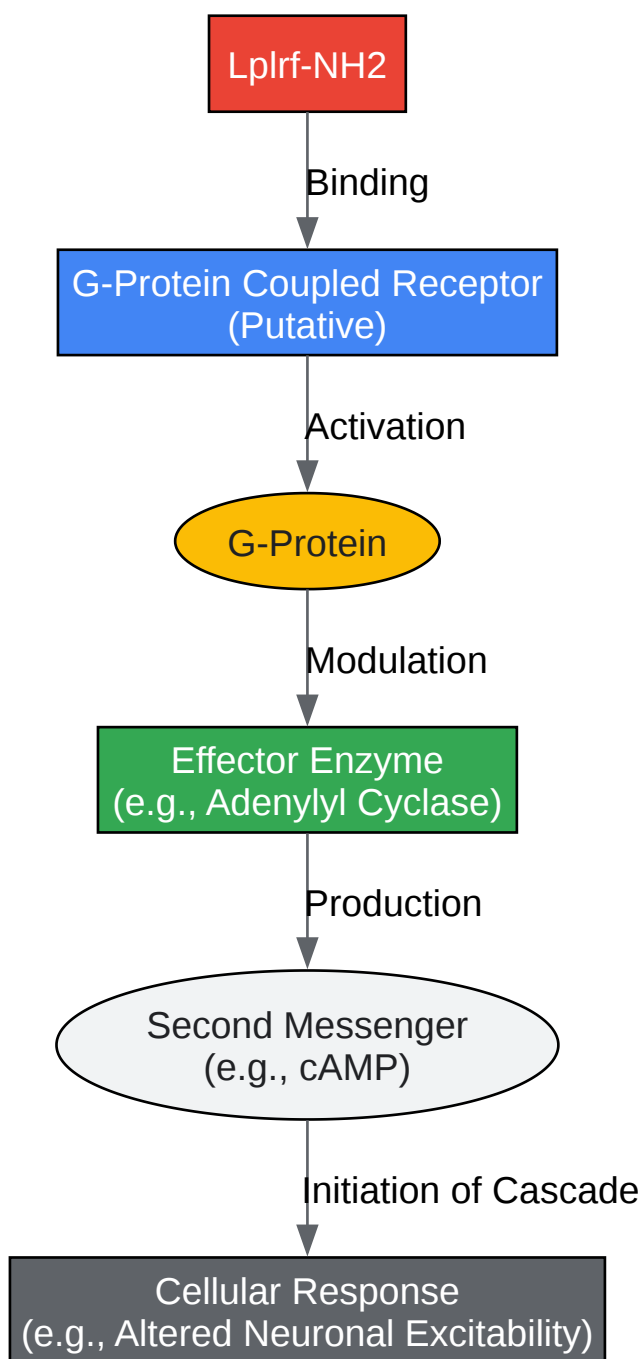 Lplrf-NH2
Binding
G-Protein Coupled Receptor
(Putative)
Activation
G-Protein
Modulation
Effector Enzyme
(e.g., Adenylyl Cyclase)
Production
Second Messenger
(e.g., cAMP)
Initiation of Cascade
Cellular Response
(e.g., Altered Neuronal Excitability)